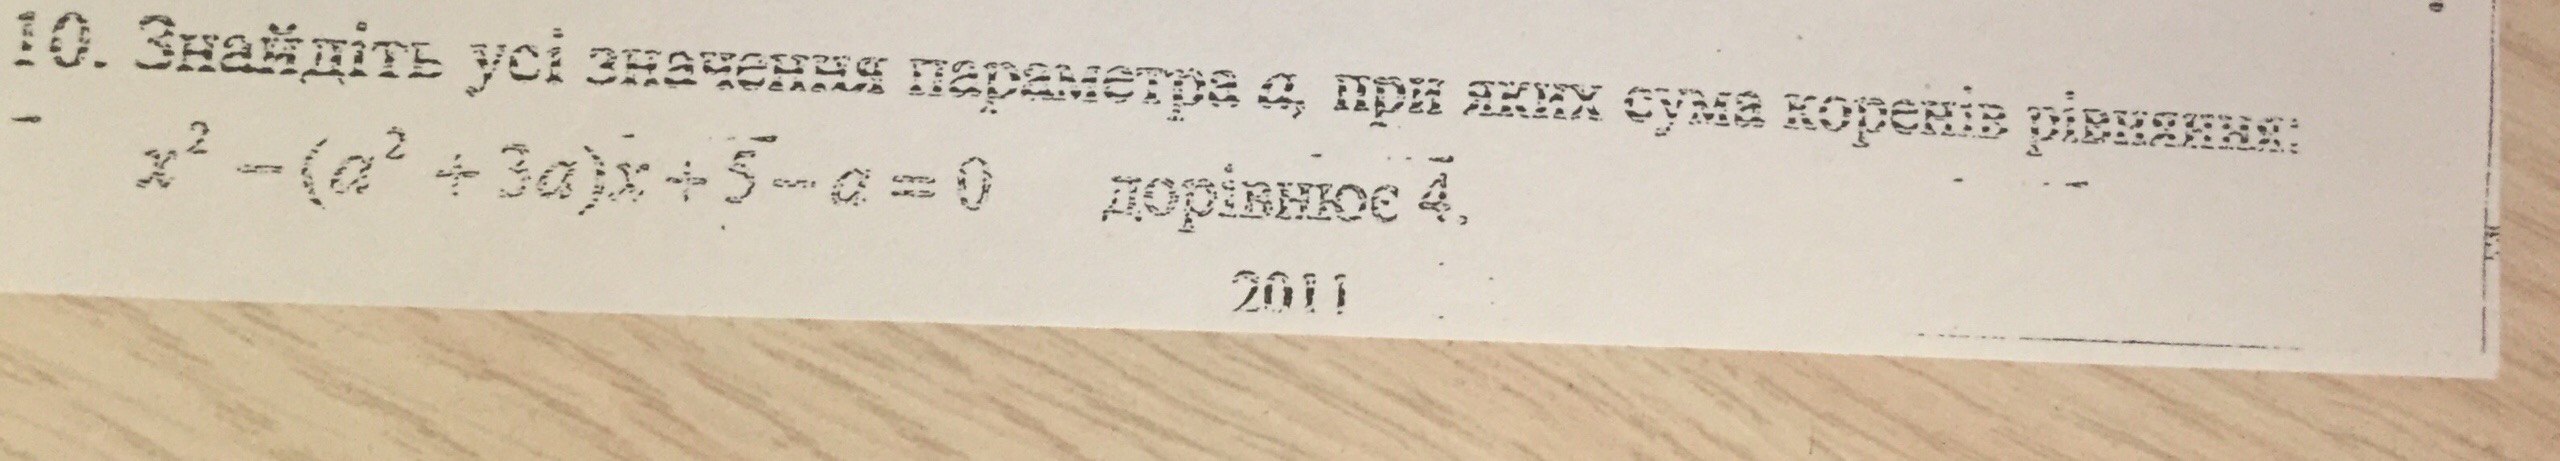 10. Знайдіть усі значення параметра a, при яких сума коренів рівняння:
x² − (a² + 3a)x + 5 − a = 0 дорівнює 4.
2011